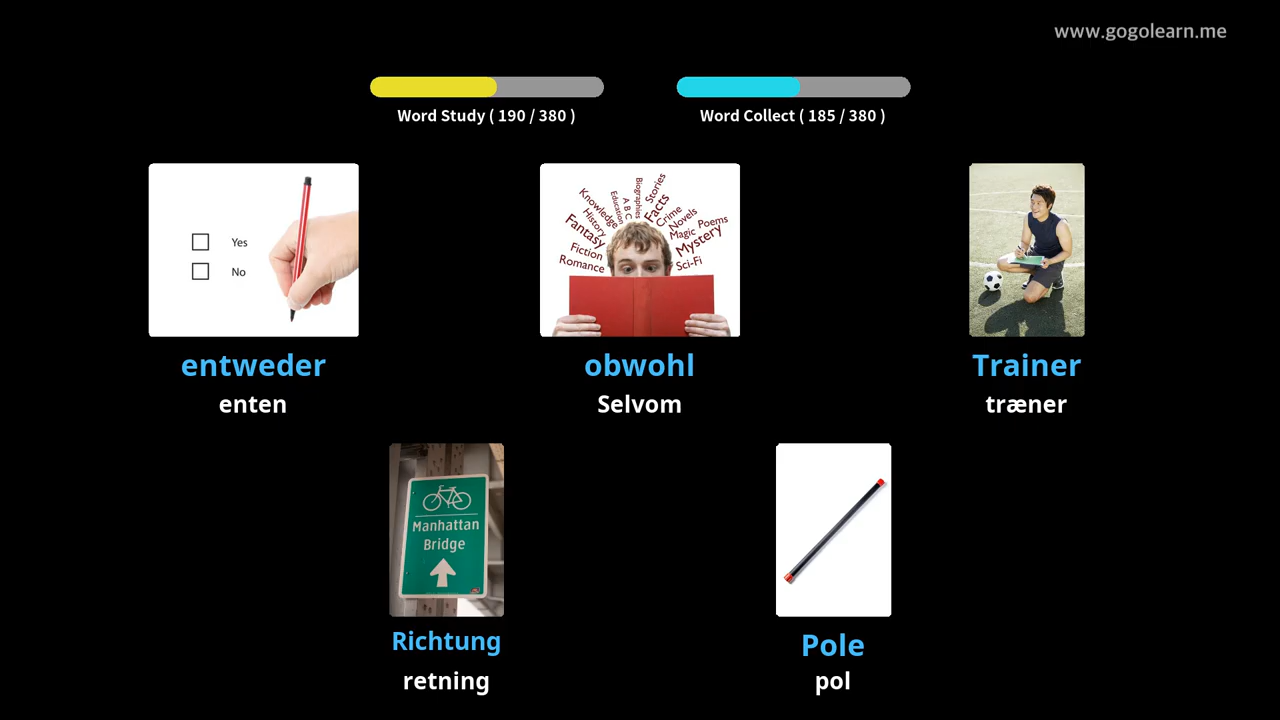 www.gogolearn.me
Word Study ( 190 / 380 )
Word Collect ( 185 / 380 )
Yes
No
Knowledge
History
Fantasy
Fiction
Romance
Education
A B C
Biographies
Stories
Facts
Crime
Novels
Magic
Poems
Mystery
Sci-Fi
entweder
enten
obwohl
Selvom
Trainer
træner
Manhattan
Bridge
Richtung
retning
Pole
pol